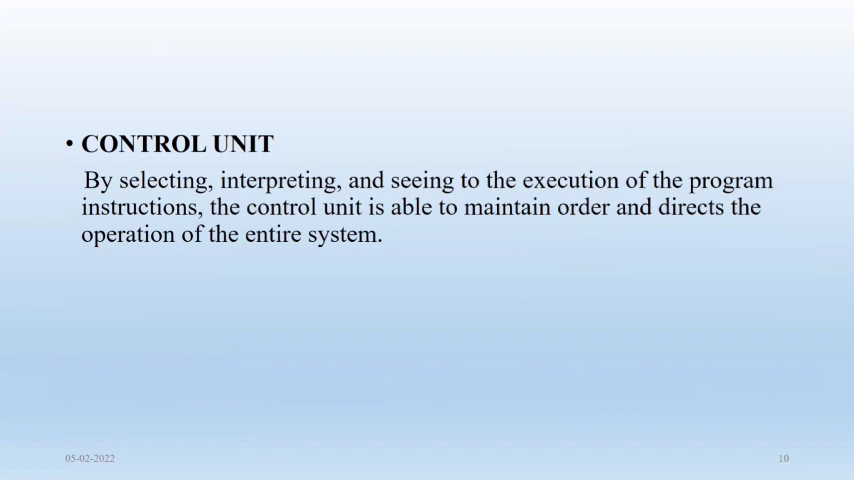 • CONTROL UNIT
By selecting, interpreting, and seeing to the execution of the program
instructions, the control unit is able to maintain order and directs the
operation of the entire system.
05-02-2022
10